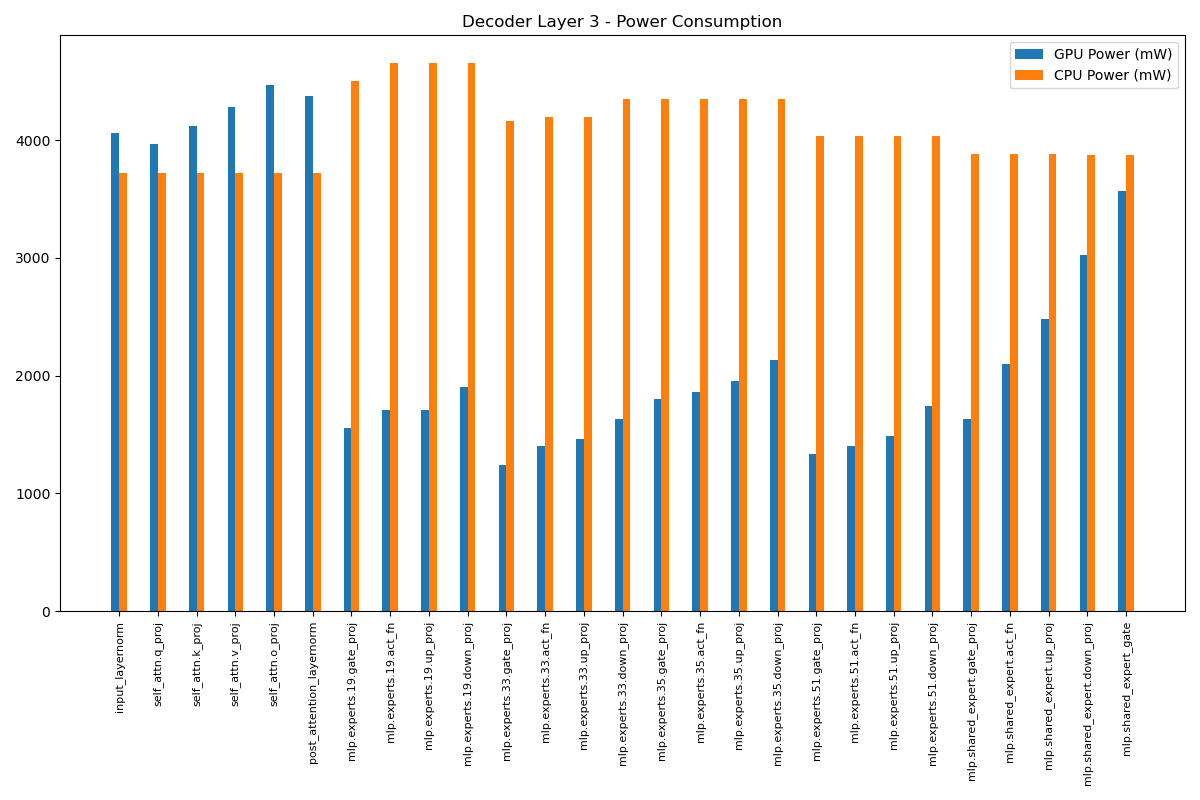 Decoder Layer 3 - Power Consumption
GPU Power (mW)
CPU Power (mW)
4000
3000
2000
1000
0
input_layernorm
self_attn.q_proj
self_attn.k_proj
self_attn.v_proj
self_attn.o_proj
post_attention_layernorm
mlp.experts.19.gate_proj
mlp.experts.19.act_fn
mlp.experts.19.up_proj
mlp.experts.19.down_proj
mlp.experts.33.gate_proj
mlp.experts.33.act_fn
mlp.experts.33.up_proj
mlp.experts.33.down_proj
mlp.experts.35.gate_proj
mlp.experts.35.act_fn
mlp.experts.35.up_proj
mlp.experts.35.down_proj
mlp.experts.51.gate_proj
mlp.experts.51.act_fn
mlp.experts.51.up_proj
mlp.experts.51.down_proj
mlp.shared_expert.gate_proj
mlp.shared_expert.act_fn
mlp.shared_expert.up_proj
mlp.shared_expert.down_proj
mlp.shared_expert_gate